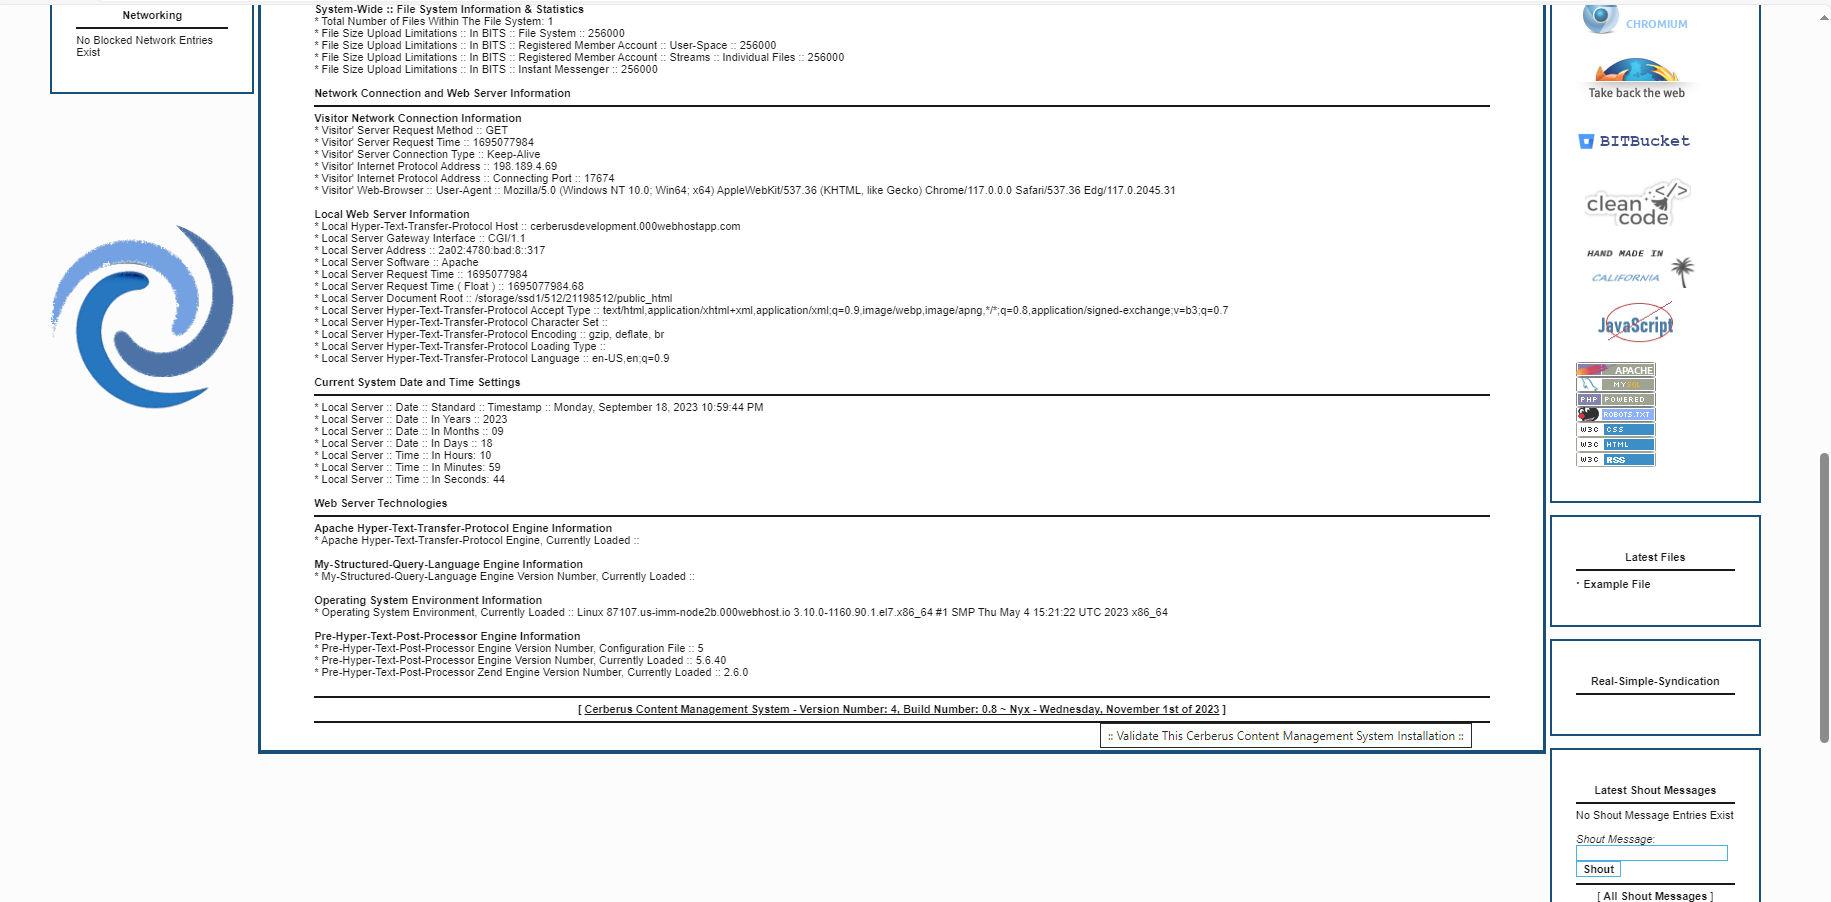 Networking
No Blocked Network Entries
Exist
System-Wide :: File System Information & Statistics
* Total Number of Files Within The File System: 1
* File Size Upload Limitations :: In BITS :: File System :: 256000
* File Size Upload Limitations :: In BITS :: Registered Member Account :: User-Space :: 256000
* File Size Upload Limitations :: In BITS :: Registered Member Account :: Streams :: Individual Files :: 256000
* File Size Upload Limitations :: In BITS :: Instant Messenger :: 256000
Network Connection and Web Server Information
Visitor Network Connection Information
* Visitor' Server Request Method :: GET
* Visitor' Server Request Time :: 1695077984
* Visitor' Server Connection Type :: Keep-Alive
* Visitor' Internet Protocol Address :: 198.189.4.69
* Visitor' Internet Protocol Address :: Connecting Port :: 17674
* Visitor' Web-Browser :: User-Agent :: Mozilla/5.0 (Windows NT 10.0; Win64; x64) AppleWebKit/537.36 (KHTML, like Gecko) Chrome/117.0.0.0 Safari/537.36 Edg/117.0.2045.31
Local Web Server Information
* Local Hyper-Text-Transfer-Protocol Host :: cerberusdevelopment.000webhostapp.com
* Local Server Gateway Interface :: CGI/1.1
* Local Server Address :: 2a02:4780:bad:8::317
* Local Server Software :: Apache
* Local Server Request Time :: 1695077984
* Local Server Request Time ( Float ) :: 1695077984.68
* Local Server Document Root :: /storage/ssd1/512/21198512/public_html
* Local Server Hyper-Text-Transfer-Protocol Accept Type :: text/html,application/xhtml+xml,application/xml;q=0.9,image/webp,image/apng,*/*;q=0.8,application/signed-exchange;v=b3;q=0.7
* Local Server Hyper-Text-Transfer-Protocol Character Set ::
* Local Server Hyper-Text-Transfer-Protocol Encoding :: gzip, deflate, br
* Local Server Hyper-Text-Transfer-Protocol Loading Type ::
* Local Server Hyper-Text-Transfer-Protocol Language :: en-US,en;q=0.9
Current System Date and Time Settings
* Local Server :: Date :: Standard :: Timestamp :: Monday, September 18, 2023 10:59:44 PM
* Local Server :: Date :: In Years :: 2023
* Local Server :: Date :: In Months :: 09
* Local Server :: Date :: In Days :: 18
* Local Server :: Time :: In Hours: 10
* Local Server :: Time :: In Minutes: 59
* Local Server :: Time :: In Seconds: 44
Web Server Technologies
Apache Hyper-Text-Transfer-Protocol Engine Information
* Apache Hyper-Text-Transfer-Protocol Engine, Currently Loaded ::
My-Structured-Query-Language Engine Information
* My-Structured-Query-Language Engine Version Number, Currently Loaded ::
Operating System Environment Information
* Operating System Environment, Currently Loaded :: Linux 87107.us-imm-node2b.000webhost.io 3.10.0-1160.90.1.el7.x86_64 #1 SMP Thu May 4 15:21:22 UTC 2023 x86_64
Pre-Hyper-Text-Post-Processor Engine Information
* Pre-Hyper-Text-Post-Processor Engine Version Number, Configuration File :: 5
* Pre-Hyper-Text-Post-Processor Engine Version Number, Currently Loaded :: 5.6.40
* Pre-Hyper-Text-Post-Processor Zend Engine Version Number, Currently Loaded :: 2.6.0
[ Cerberus Content Management System - Version Number: 4, Build Number: 0.8 ~ Nyx - Wednesday, November 1st of 2023 ]
:: Validate This Cerberus Content Management System Installation ::
CHROMIUM
Take back the web
BITBucket
clean </>
code
HAND MADE IN
CALIFORNIA
JavaScript
APACHE
MYSQL
PHP POWERED
ROBOTS.TXT
W3C CSS
W3C HTML
W3C RSS
Latest Files
· Example File
Real-Simple-Syndication
Latest Shout Messages
No Shout Message Entries Exist
Shout Message:
Shout
[ All Shout Messages ]